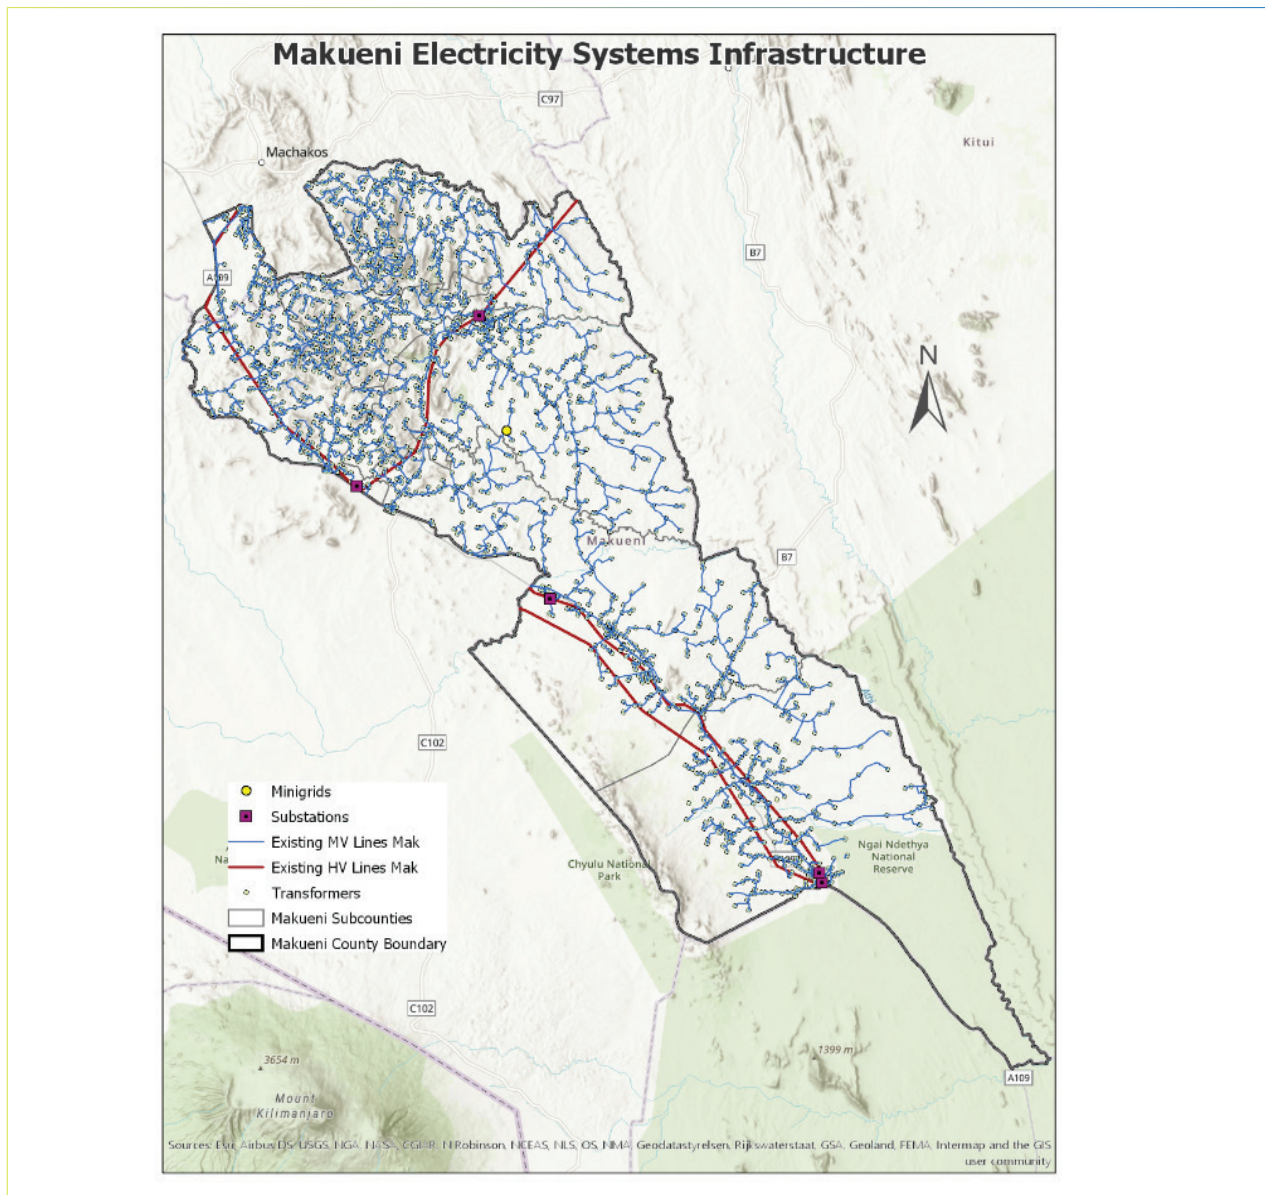 Makueni Electricity Systems Infrastructure
C97
Kitui
Machakos
B7
N
B7
Makueni
C102
Minigrids
Substations
Existing MV Lines Mak
Existing HV Lines Mak
Transformers
Makueni Subcounties
Makueni County Boundary
Chyulu National
Park
Ngai Ndethya
National
Reserve
C102
3654 m
Mount
Kilimanjaro
1399 m
A109
Sources: Esri, Airbus DS, USGS, NGA, NASA, CGIAR, N Robinson, NCEAS, NLS, OS, NMA, Geodatastyrelsen, Rijkswaterstaat, GSA, Geoland, FEMA, Intermap and the GIS
user community